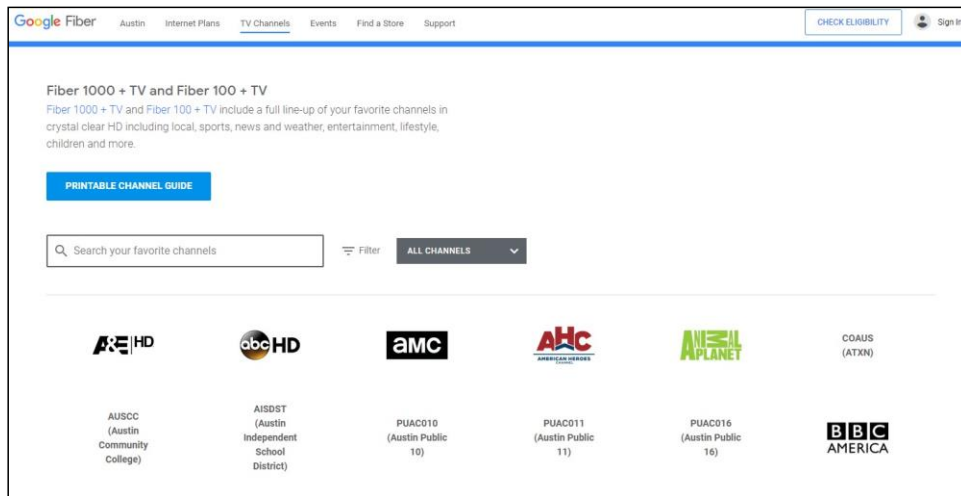 Google Fiber Austin Internet Plans TV Channels Events Find a Store Support CHECK ELIGIBILITY Sign In
Fiber 1000 + TV and Fiber 100 + TV
Fiber 1000 + TV and Fiber 100 + TV include a full line-up of your favorite channels in
crystal clear HD including local, sports, news and weather, entertainment, lifestyle,
children and more.
PRINTABLE CHANNEL GUIDE
Search your favorite channels Filter ALL CHANNELS
A&E HD
abc HD
amc
AHC
AMERICAN HEROES
CHANNEL
ANIMAL
PLANET
COAUS
(ATXN)
AUSCC
(Austin
Community
College)
AISDST
(Austin
Independent
School
District)
PUAC010
(Austin Public
10)
PUAC011
(Austin Public
11)
PUAC016
(Austin Public
16)
BBC
AMERICA